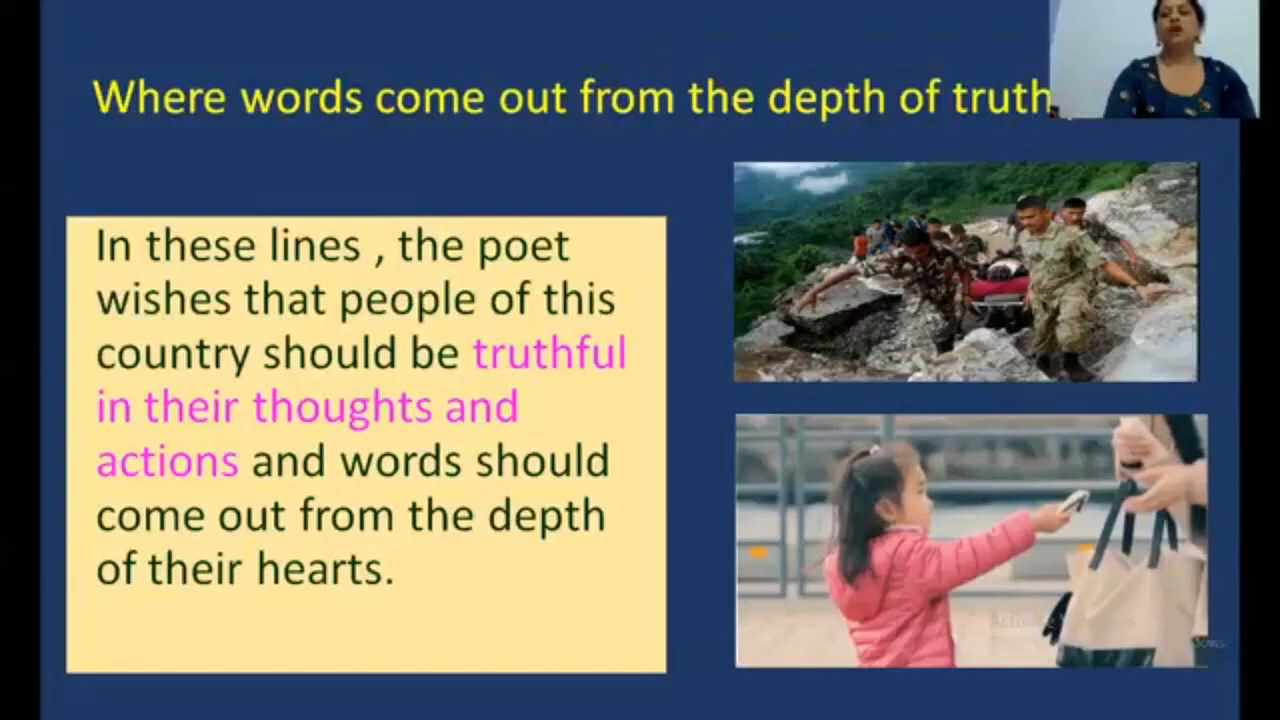 Where words come out from the depth of truth
In these lines , the poet
wishes that people of this
country should be truthful
in their thoughts and
actions and words should
come out from the depth
of their hearts.